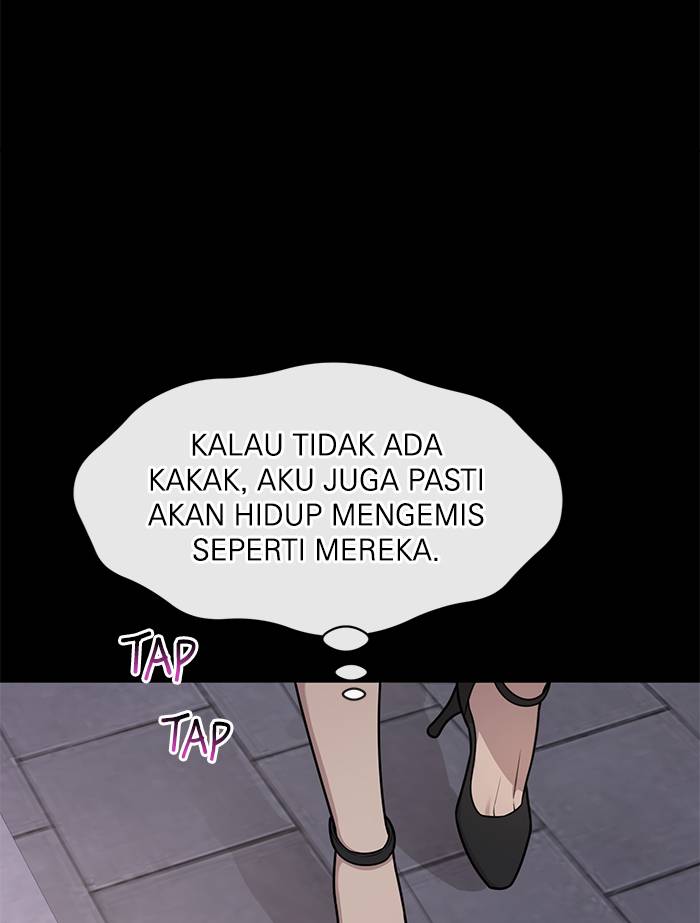 KALAU TIDAK ADA
KAKAK, AKU JUGA PASTI
AKAN HIDUP MENGEMIS
SEPERTI MEREKA.
TAP
TAP